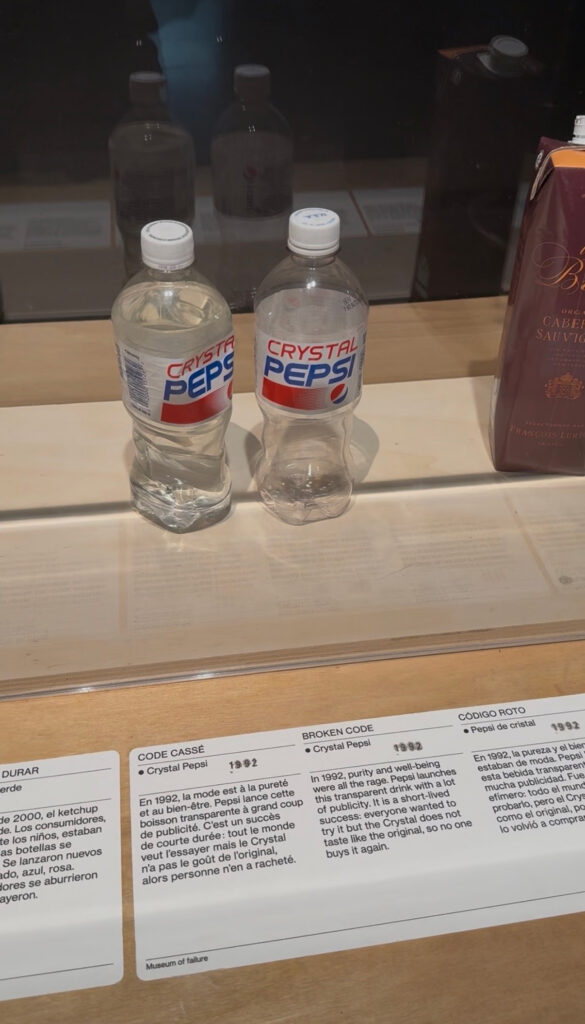 CRYSTAL
PEPSI
CRYSTAL
PEPSI
CABER
SAUVIG
DURAR
erde
de 2000, el ketchup
de. Los consumidores,
te los niños, estaban
as botellas se
Se lanzaron nuevos
ado, azul, rosa.
dores se aburrieron
ayeron.
CODE CASSÉ
• Crystal Pepsi 1992
En 1992, la mode est à la pureté
et au bien-être. Pepsi lance cette
boisson transparente à grand coup
de publicité. C'est un succès
de courte durée : tout le monde
veut l'essayer mais le Crystal
n'a pas le goût de l'original,
alors personne n'en a racheté.
Museum of failure
BROKEN CODE
• Crystal Pepsi 1992
In 1992, purity and well-being
were all the rage. Pepsi launches
this transparent drink with a lot
of publicity. It is a short-lived
success: everyone wanted to
try it but the Crystal does not
taste like the original, so no one
buys it again.
CÓDIGO ROTO
• Pepsi de cristal 1992
En 1992, la pureza y el bien
estaban de moda. Pepsi
esta bebida transparent
mucha publicidad. Fue
efímero: todo el mund
probarlo, pero el Crys
como el original, po
lo volvió a compra